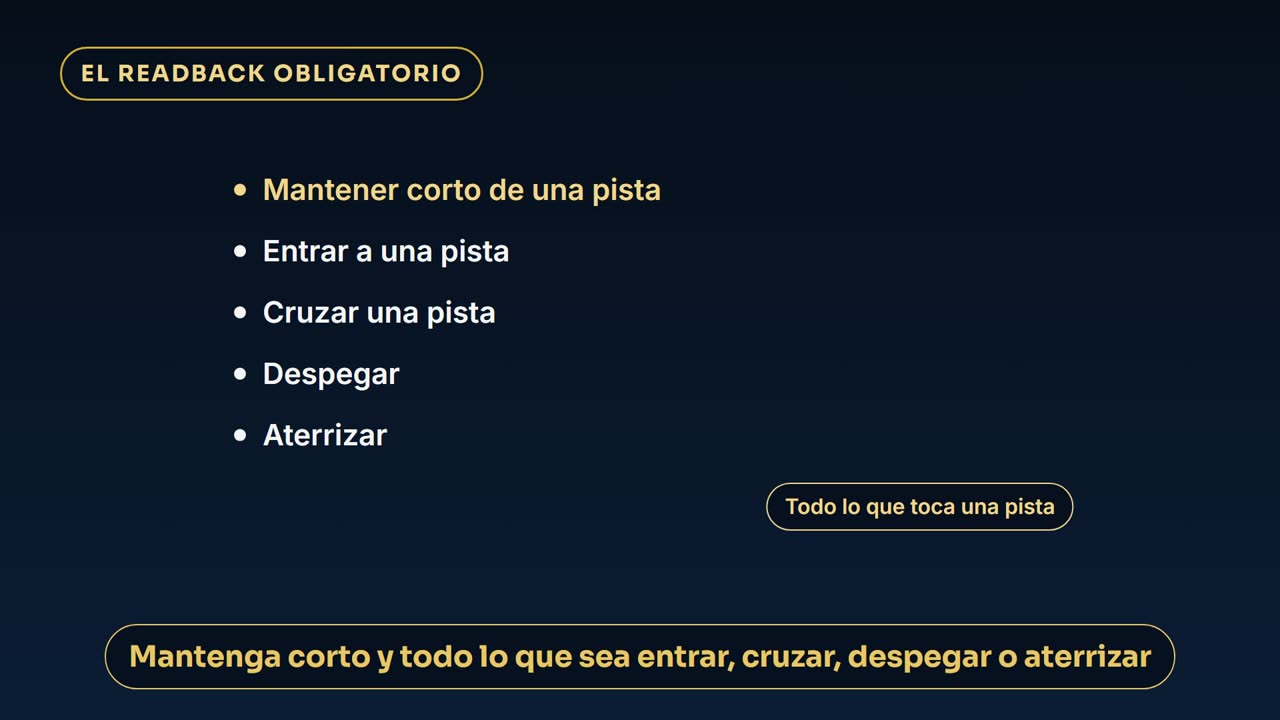 EL READBACK OBLIGATORIO
Mantener corto de una pista
Entrar a una pista
Cruzar una pista
Despegar
Aterrizar
Todo lo que toca una pista
Mantenga corto y todo lo que sea entrar, cruzar, despegar o aterrizar